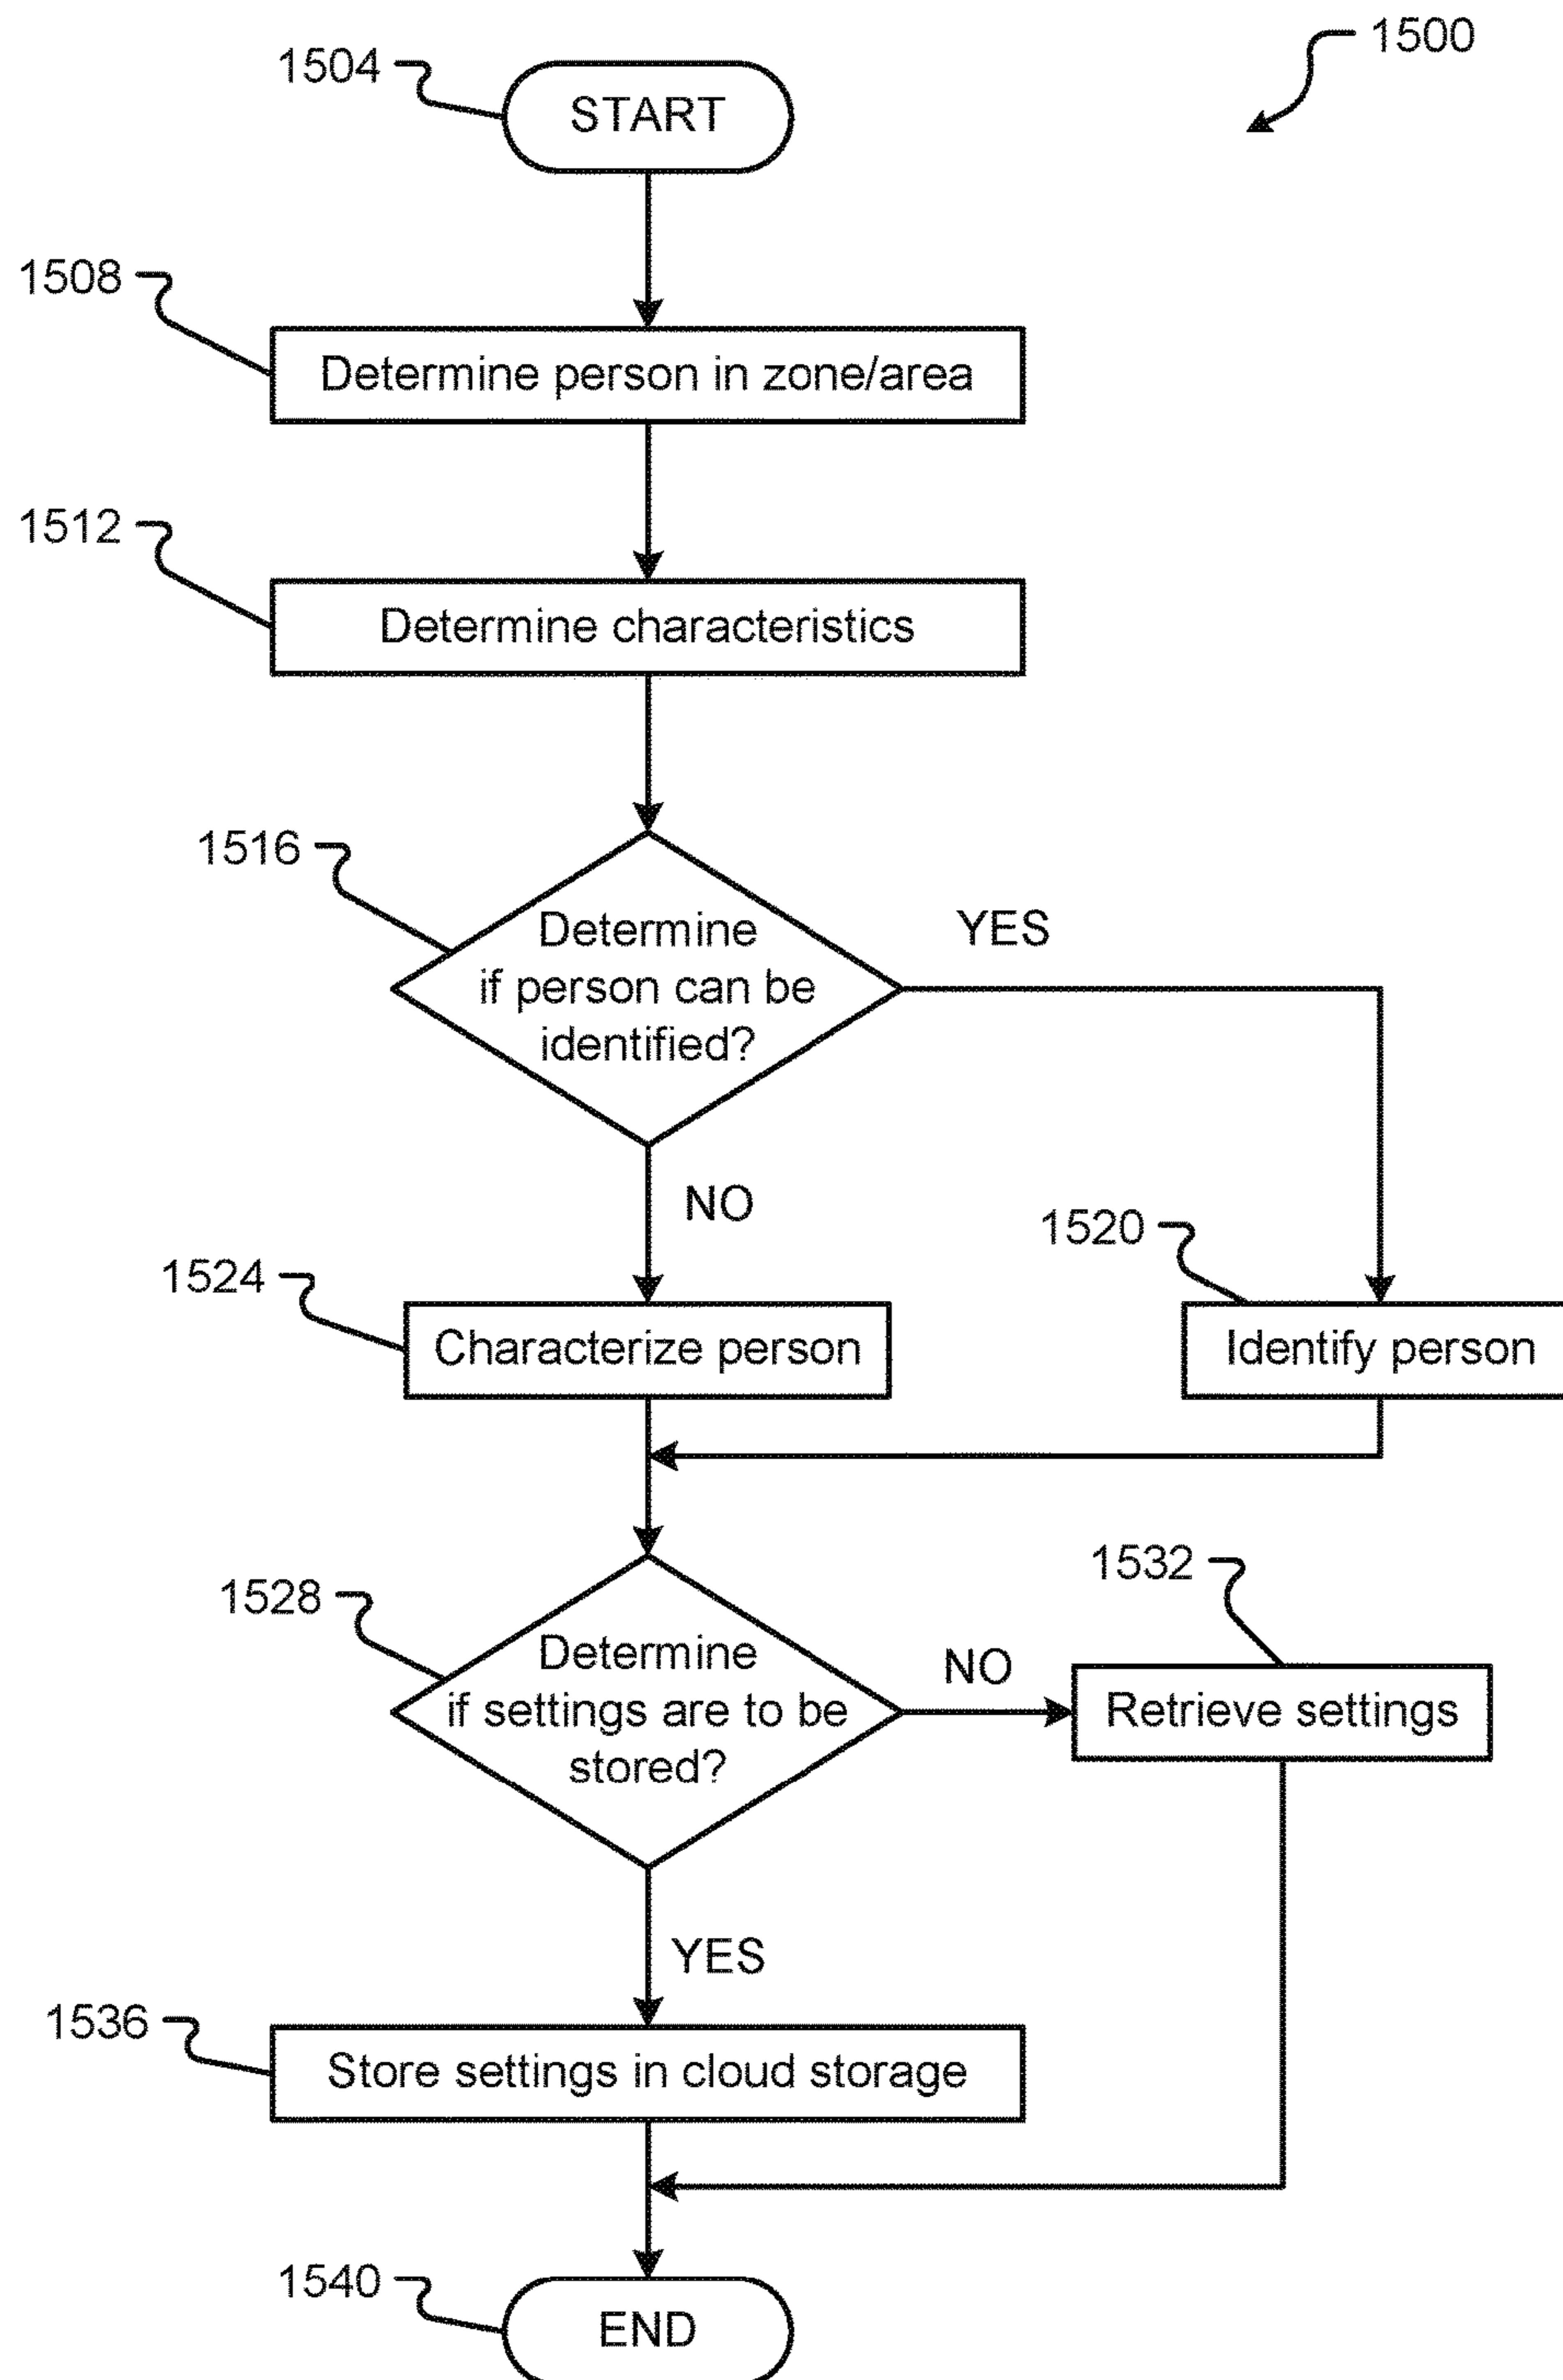 1500
1504
START
1508
Determine person in zone/area
1512
Determine characteristics
1516
Determine
if person can be
identified?
YES
NO
1520
1524
Characterize person
Identify person
1528
1532
Determine
if settings are to be
stored?
NO
Retrieve settings
YES
1536
Store settings in cloud storage
1540
END